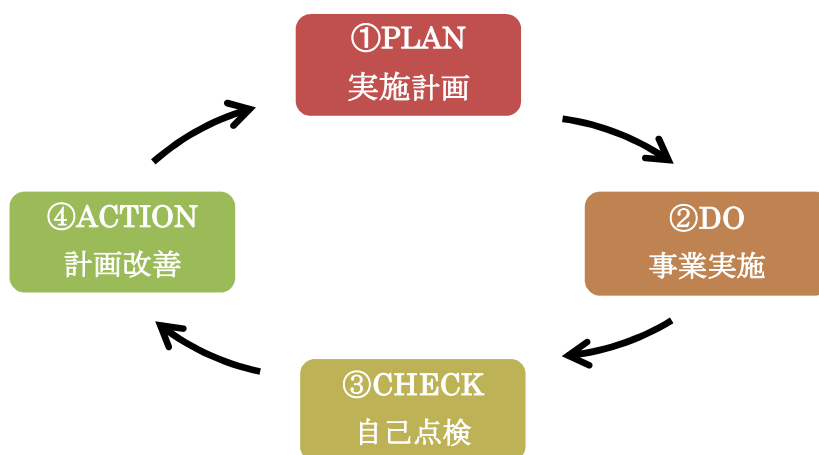 ①PLAN
実施計画
②DO
事業実施
③CHECK
自己点検
④ACTION
計画改善